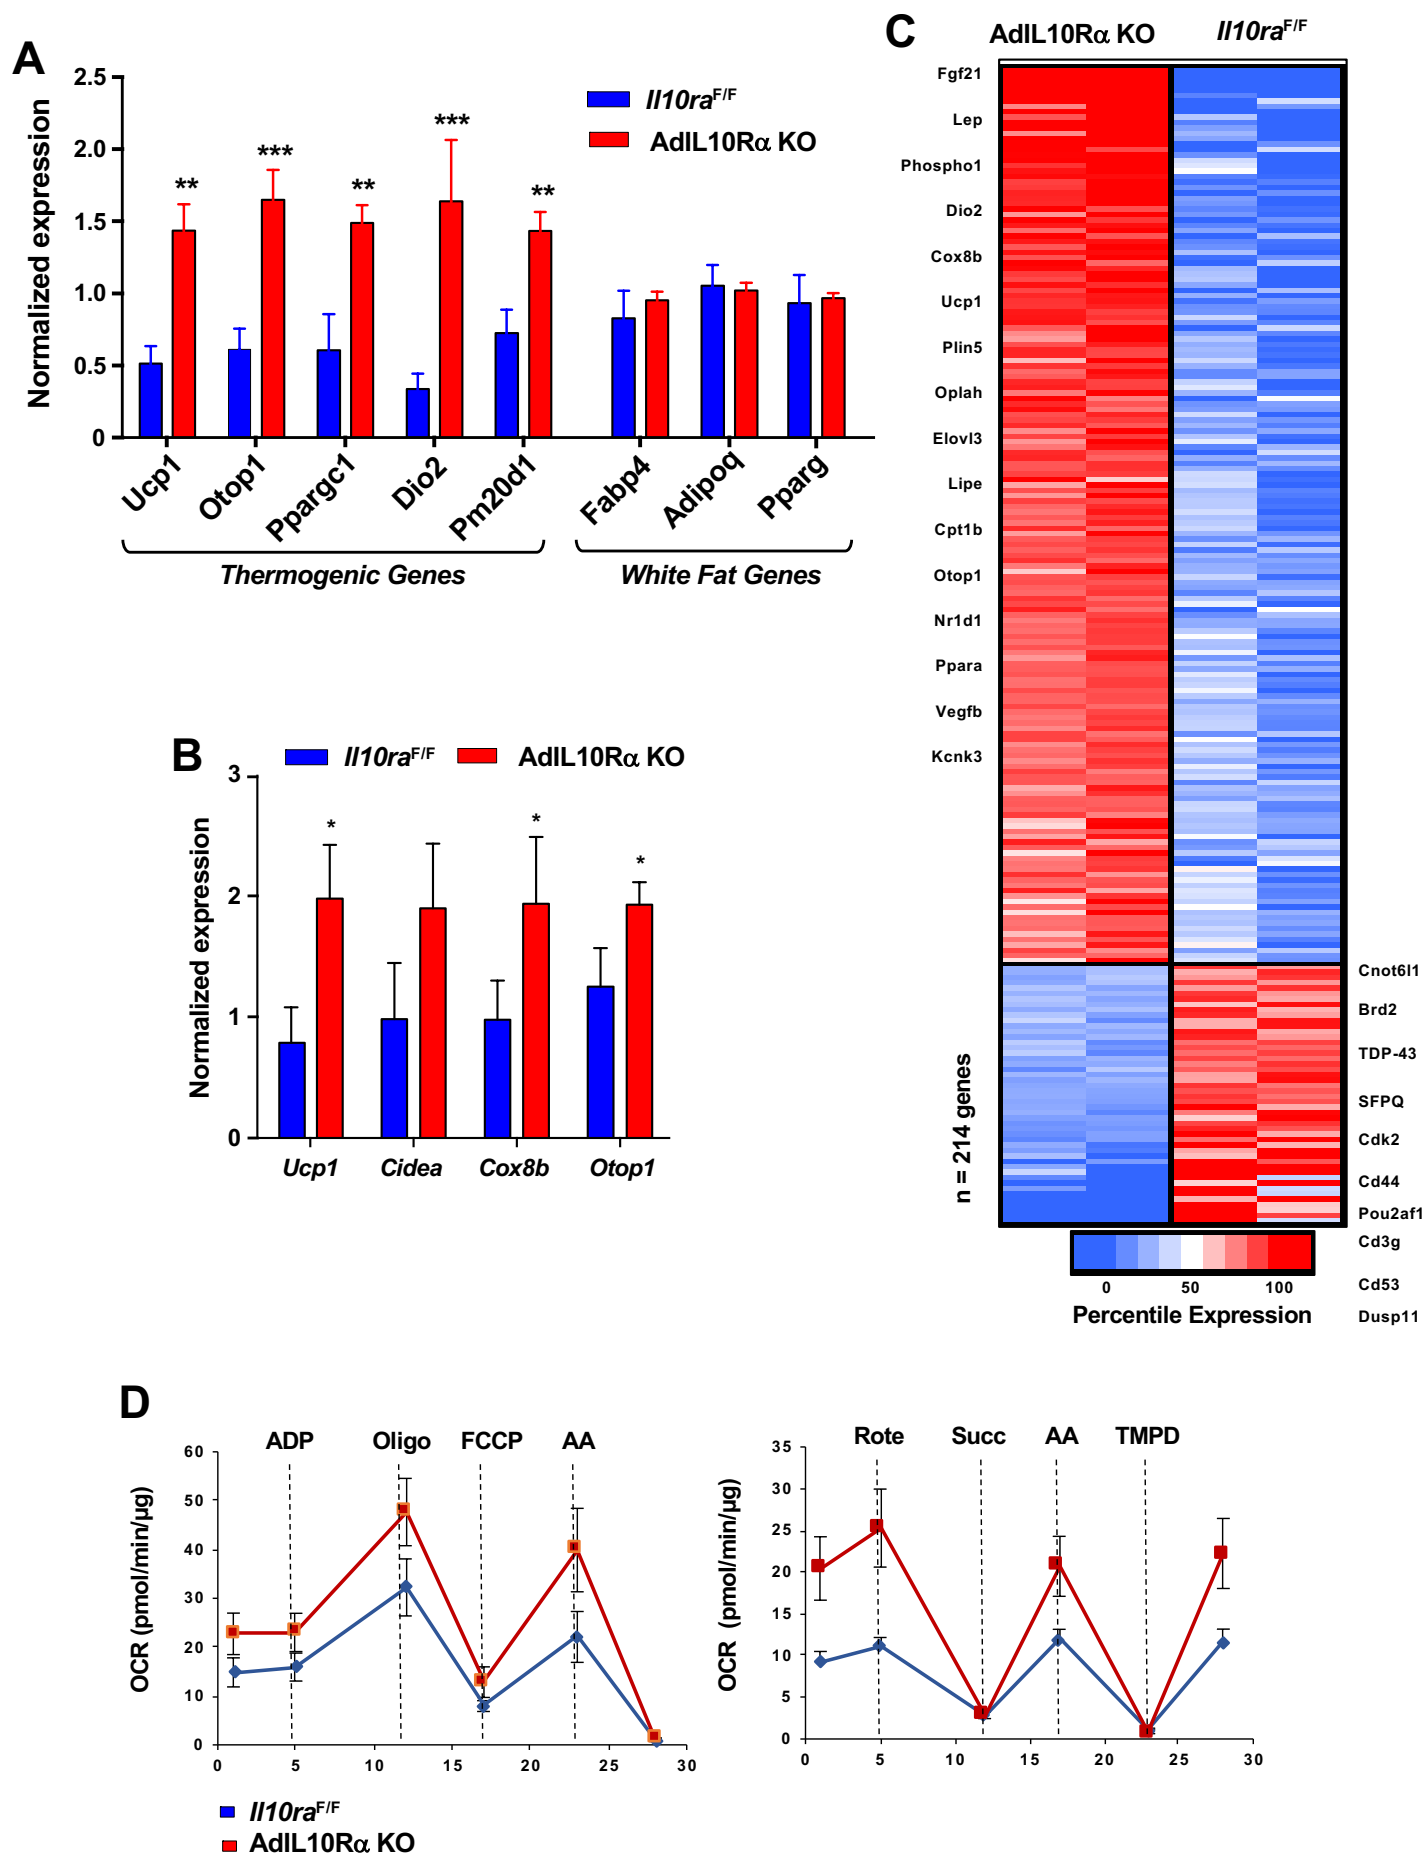 A
Normalized expression
2.5
2.0
1.5
1.0
0.5
0
Il10raF/F
AdIL10Rα KO
**
***
**
***
**
Ucp1
Otop1
Ppargc1
Dio2
Pm20d1
Fabp4
Adipoq
Pparg
Thermogenic Genes
White Fat Genes
B
Il10raF/F
AdIL10Rα KO
Normalized expression
3
2
1
0
*
*
*
Ucp1
Cidea
Cox8b
Otop1
C
AdIL10Rα KO
Il10raF/F
Fgf21
Lep
Phospho1
Dio2
Cox8b
Ucp1
Plin5
Oplah
Elovl3
Lipe
Cpt1b
Otop1
Nr1d1
Ppara
Vegfb
Kcnk3
n = 214 genes
Cnot6l1
Brd2
TDP-43
SFPQ
Cdk2
Cd44
Pou2af1
Cd3g
Cd53
Dusp11
0 50 100
Percentile Expression
D
ADP Oligo FCCP AA
OCR (pmol/min/µg)
60
50
40
30
20
10
0
0 5 10 15 20 25 30
Rote Succ AA TMPD
OCR (pmol/min/µg)
35
30
25
20
15
10
5
0
0 5 10 15 20 25 30
Il10raF/F
AdIL10Rα KO